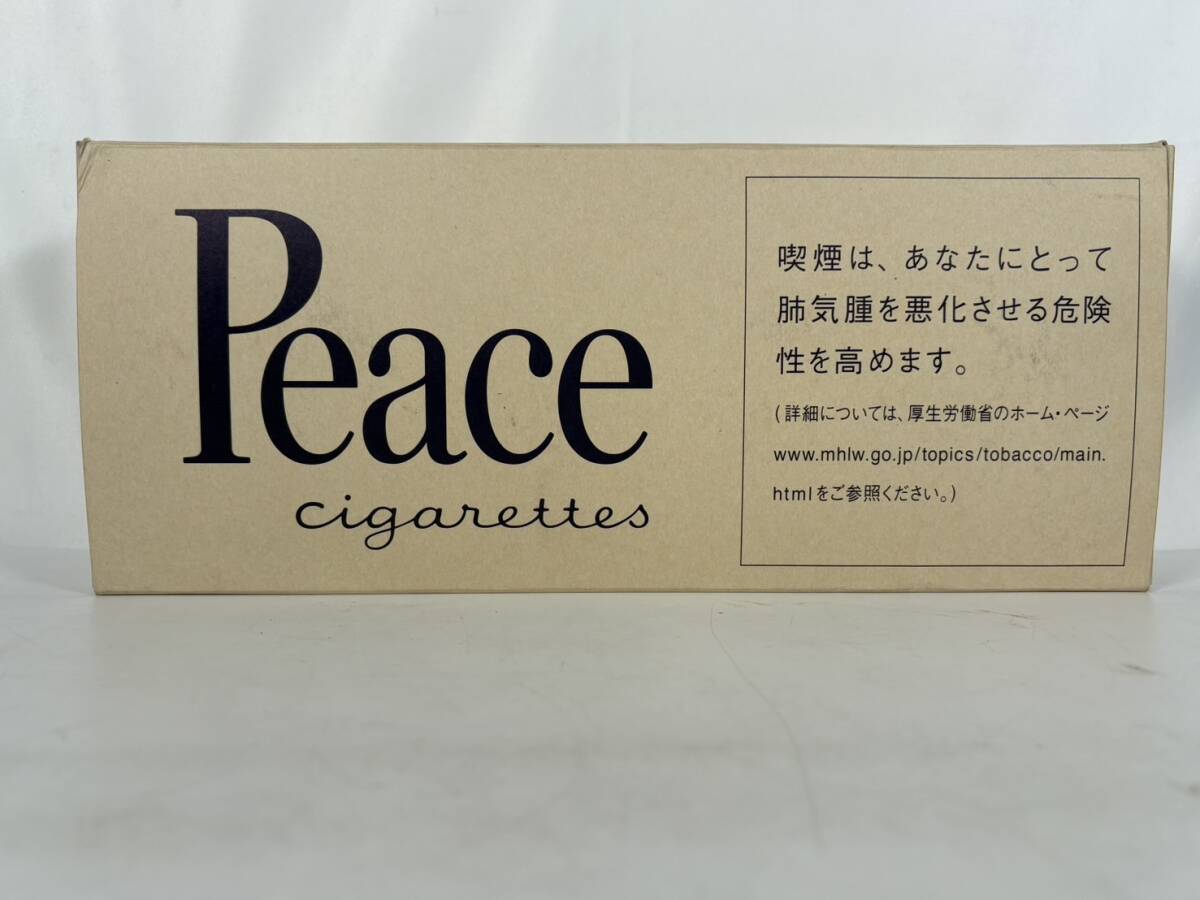 Peace
cigarettes
喫煙は、あなたにとって
肺気腫を悪化させる危険
性を高めます。
(詳細については、厚生労働省のホーム・ページ
www.mhlw.go.jp/topics/tobacco/main.
htmlをご参照ください。)